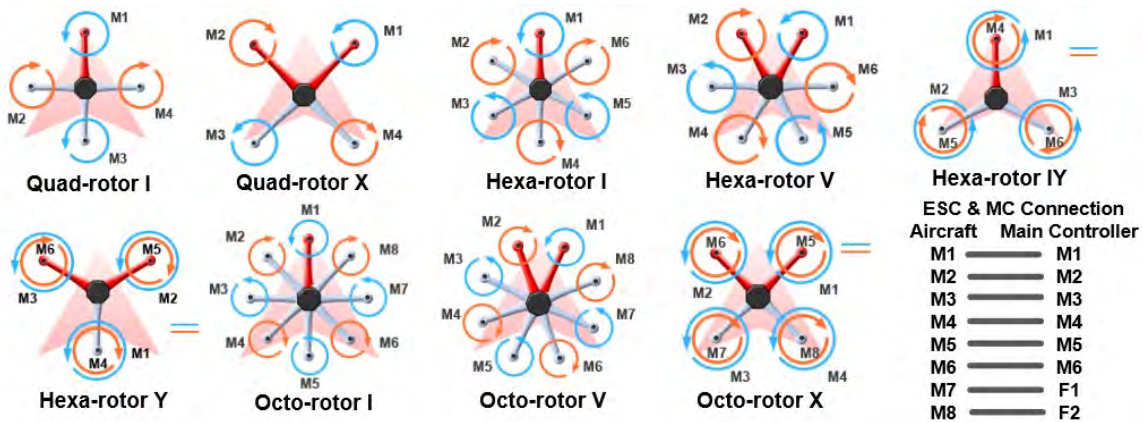 M1
M2
M4
M3
Quad-rotor I
M2
M1
M3
M4
Quad-rotor X
M1
M2
M6
M3
M5
M4
Hexa-rotor I
M2
M1
M3
M6
M4
M5
Hexa-rotor V
M4
M1
M2
M3
M5
M6
Hexa-rotor IY
M6
M5
M3
M2
M4
M1
Hexa-rotor Y
M1
M2
M8
M3
M7
M4
M6
M5
Octo-rotor I
M2
M1
M3
M8
M4
M7
M5
M6
Octo-rotor V
M6
M5
M2
M1
M7
M8
M3
M4
Octo-rotor X
ESC & MC Connection
Aircraft Main Controller
M1 M1
M2 M2
M3 M3
M4 M4
M5 M5
M6 M6
M7 F1
M8 F2